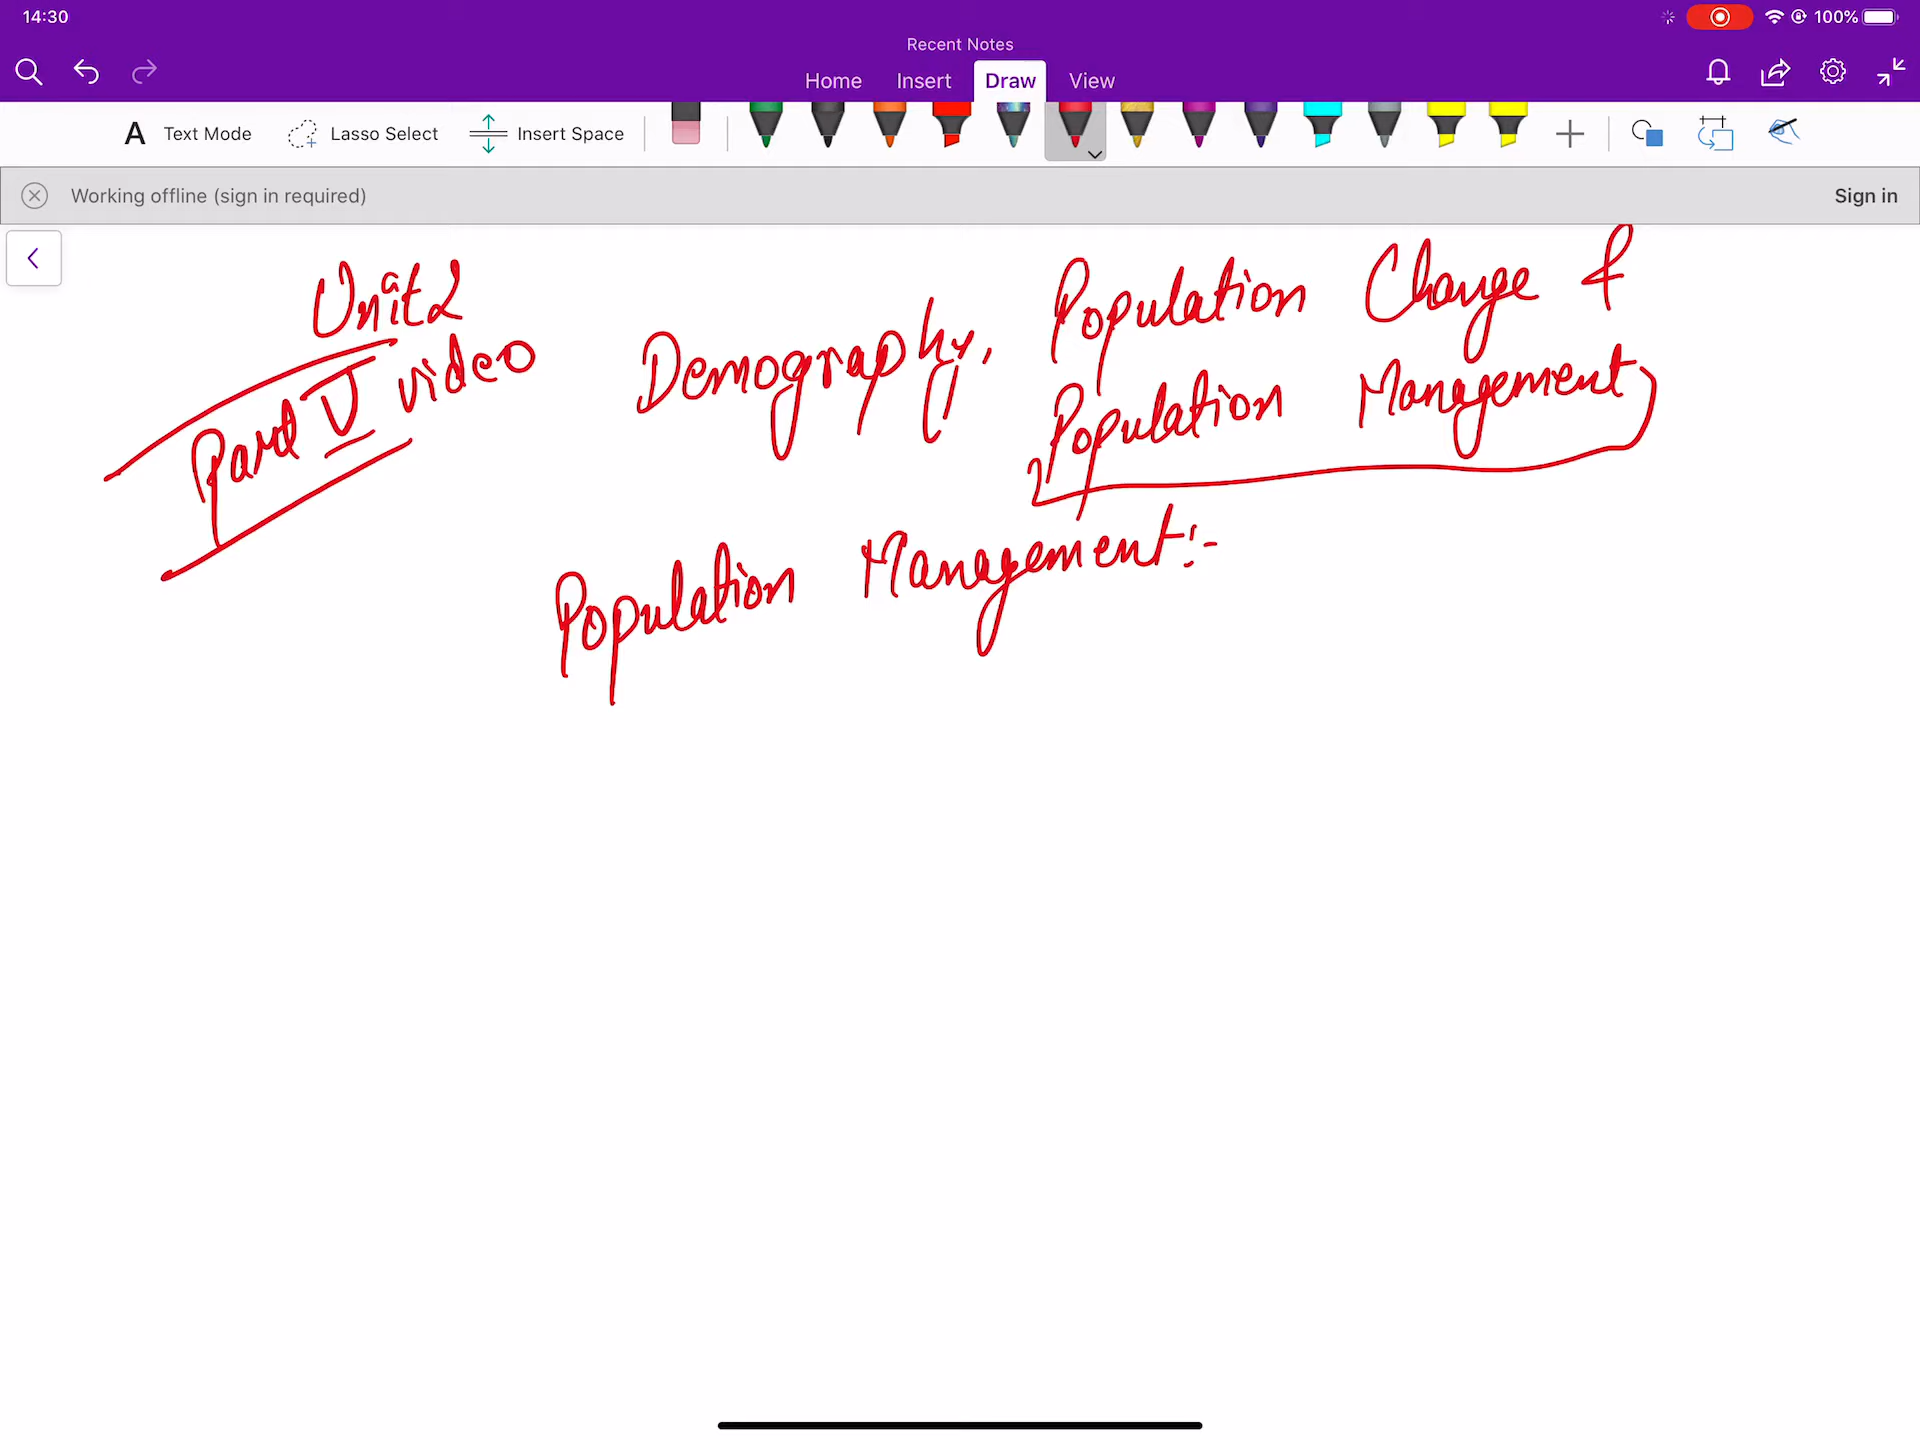 14:30
100%
Recent Notes
Home Insert Draw View
A Text Mode Lasso Select Insert Space
Working offline (sign in required) Sign in
Unit 2
Part V video
Demography, Population Change &
Population Management
Population Management :-